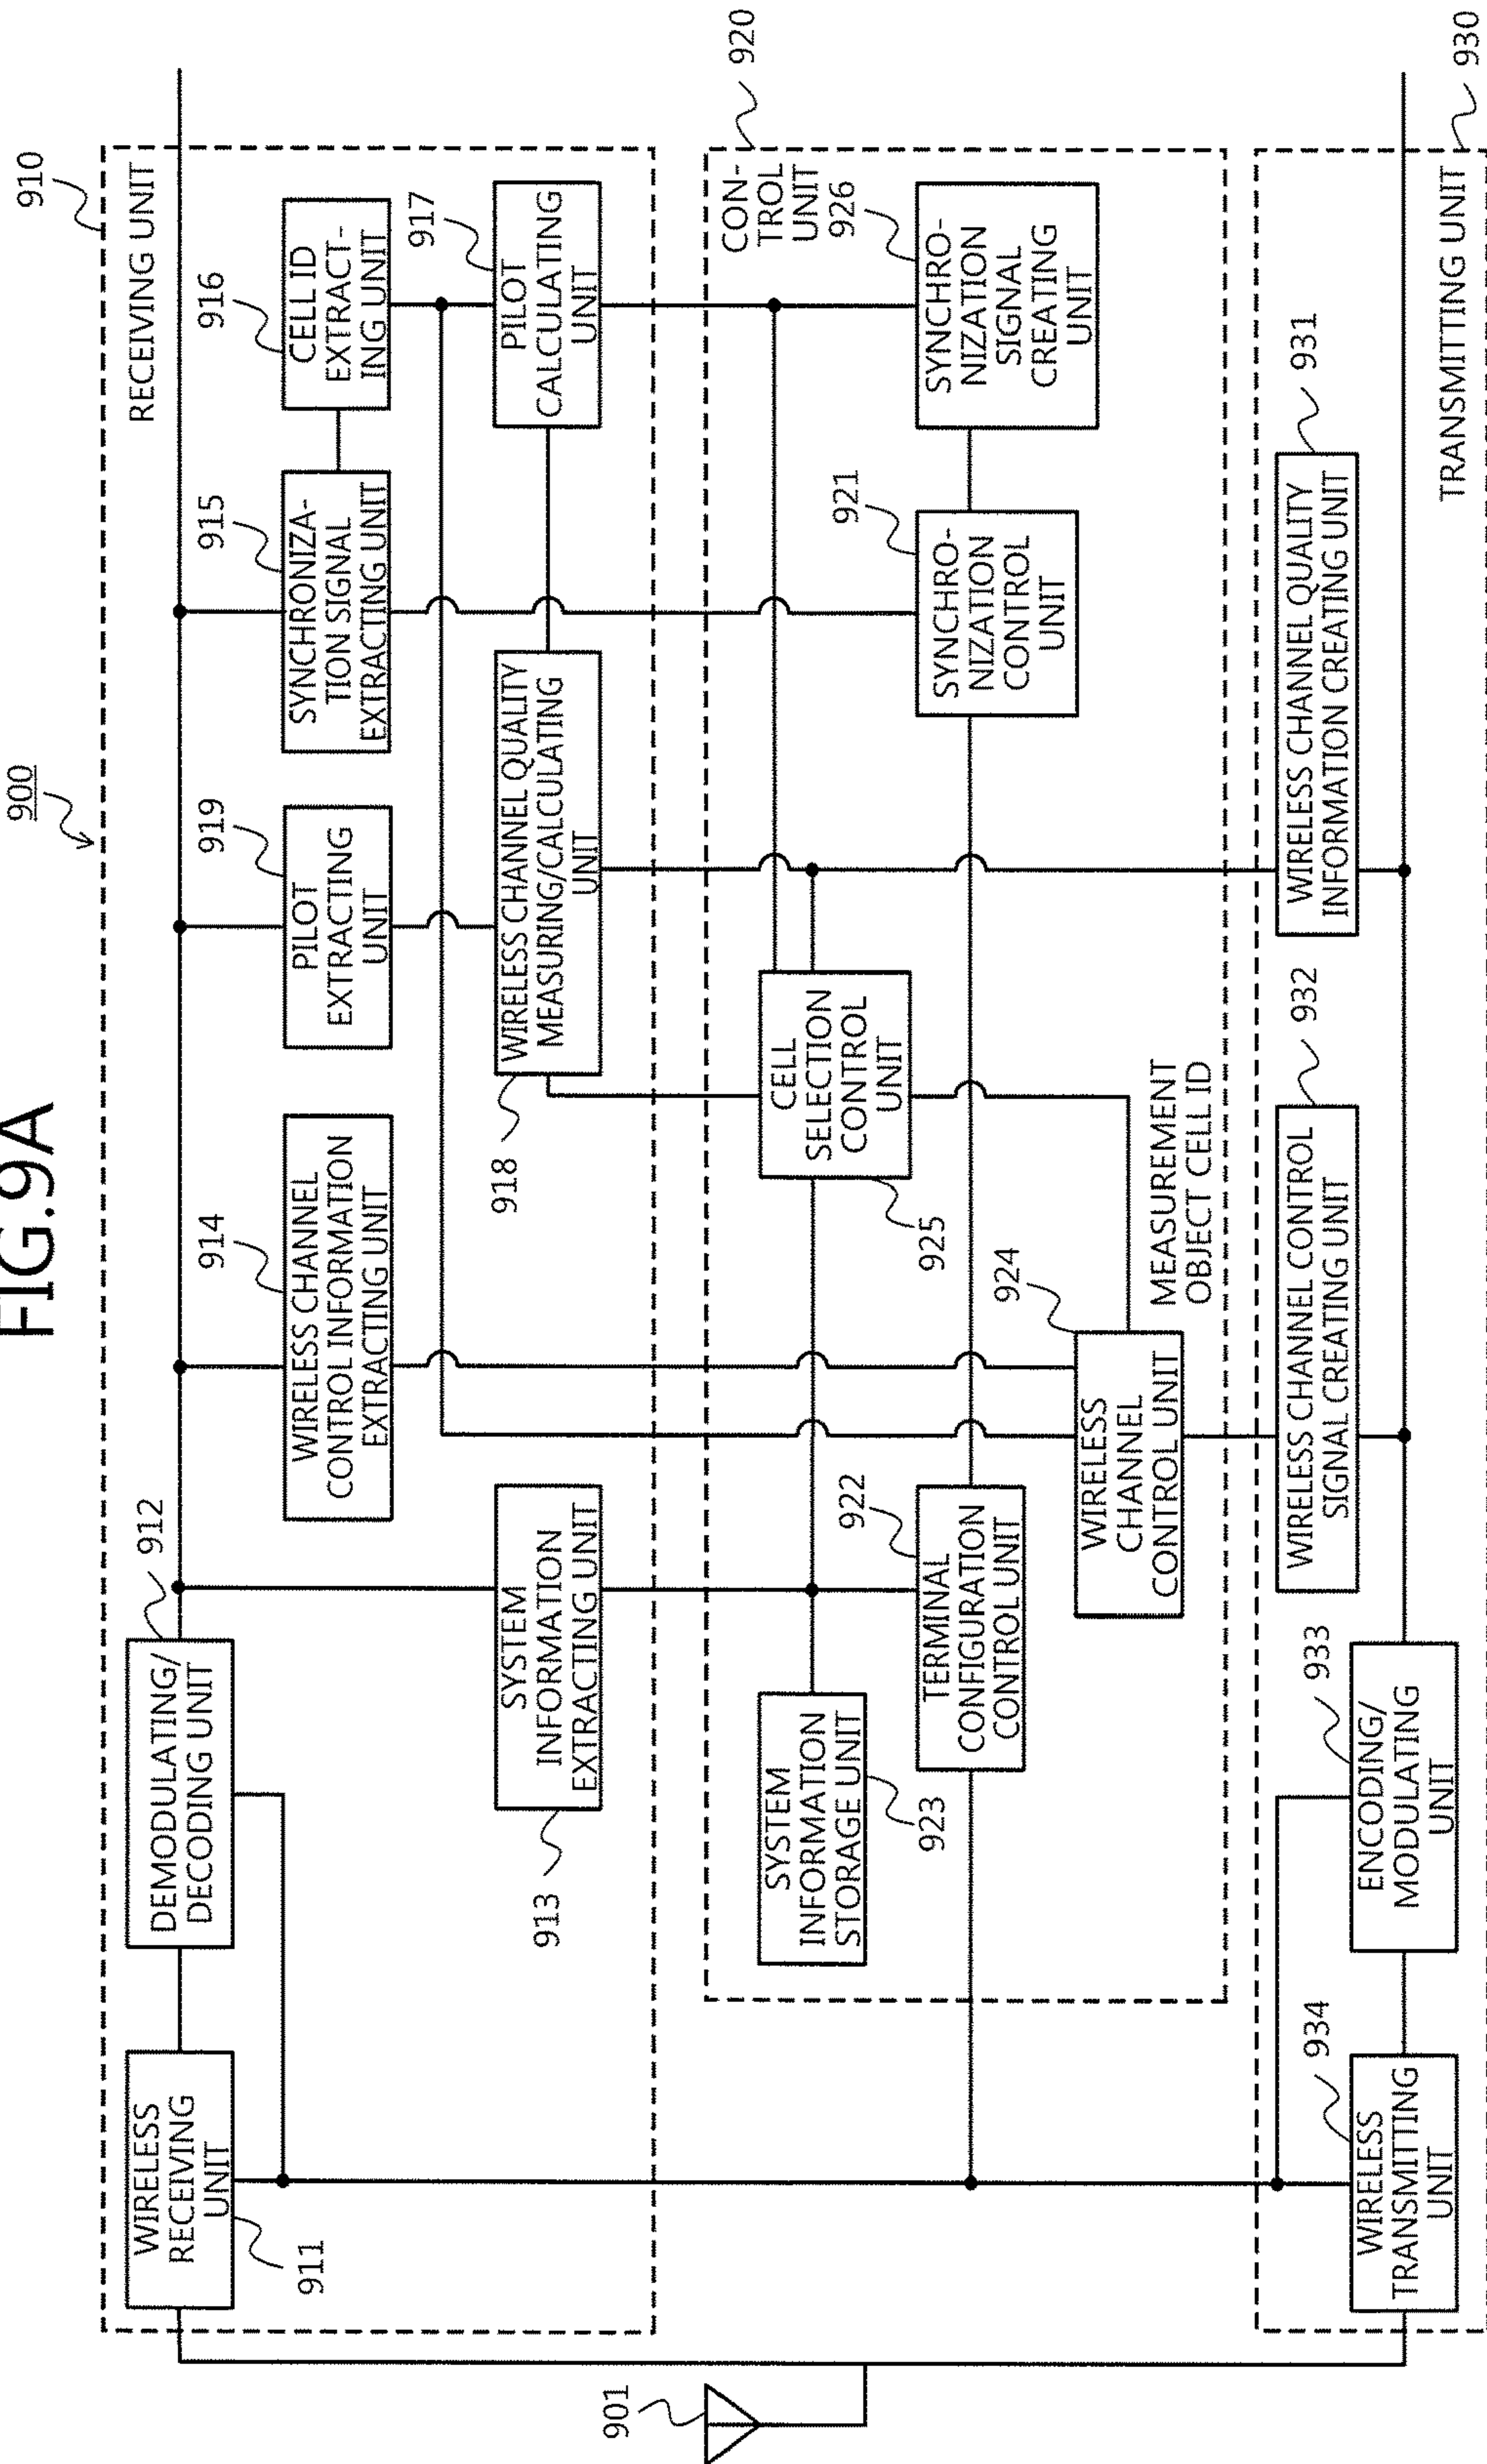 FIG.9A
900
910
RECEIVING UNIT
WIRELESS
RECEIVING
UNIT
911
DEMODULATING/
DECODING UNIT
912
SYSTEM
INFORMATION
EXTRACTING UNIT
913
WIRELESS CHANNEL
CONTROL INFORMATION
EXTRACTING UNIT
914
PILOT
EXTRACTING
UNIT
919
SYNCHRONIZA-
TION SIGNAL
EXTRACTING UNIT
915
CELL ID
EXTRACT-
ING UNIT
916
WIRELESS CHANNEL QUALITY
MEASURING/CALCULATING
UNIT
918
PILOT
CALCULATING
UNIT
917
901
920
CON-
TROL
UNIT
SYSTEM
INFORMATION
STORAGE UNIT
923
TERMINAL
CONFIGURATION
CONTROL UNIT
922
CELL
SELECTION
CONTROL
UNIT
925
WIRELESS
CHANNEL
CONTROL UNIT
924
MEASUREMENT
OBJECT CELL ID
SYNCHRO-
NIZATION
CONTROL
UNIT
921
SYNCHRO-
NIZATION
SIGNAL
CREATING
UNIT
926
930
TRANSMITTING UNIT
WIRELESS
TRANSMITTING
UNIT
934
ENCODING/
MODULATING
UNIT
933
WIRELESS CHANNEL CONTROL
SIGNAL CREATING UNIT
932
WIRELESS CHANNEL QUALITY
INFORMATION CREATING UNIT
931